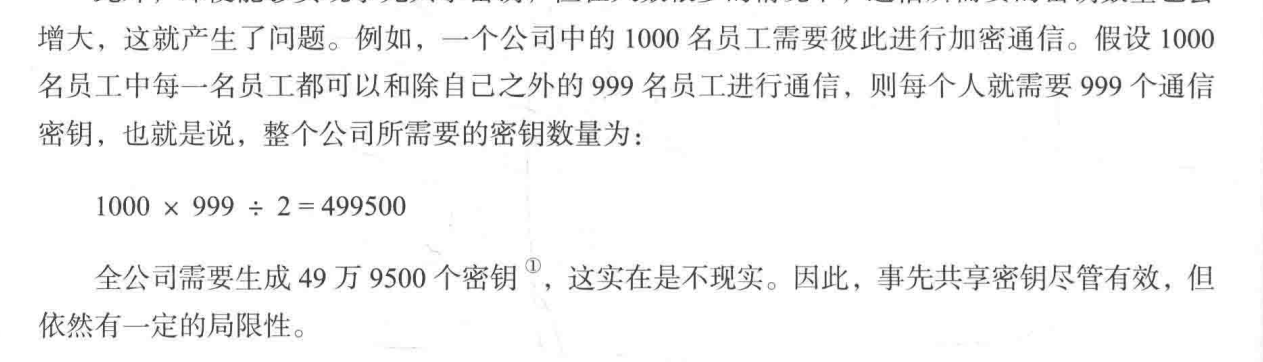 增大，这就产生了问题。例如，一个公司中的 1000 名员工需要彼此进行加密通信。假设 1000
名员工中每一名员工都可以和除自己之外的 999 名员工进行通信，则每个人就需要 999 个通信
密钥，也就是说，整个公司所需要的密钥数量为：
1000 × 999 ÷ 2 = 499500
全公司需要生成 49 万 9500 个密钥①，这实在是不现实。因此，事先共享密钥尽管有效，但
依然有一定的局限性。